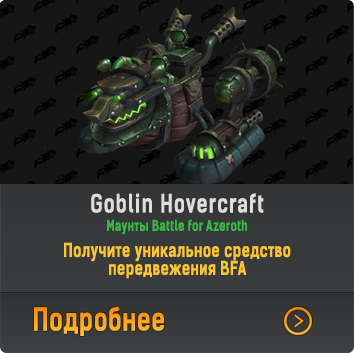 Goblin Hovercraft
Маунты Battle for Azeroth
Получите уникальное средство
передвежения BFA
Подробнее